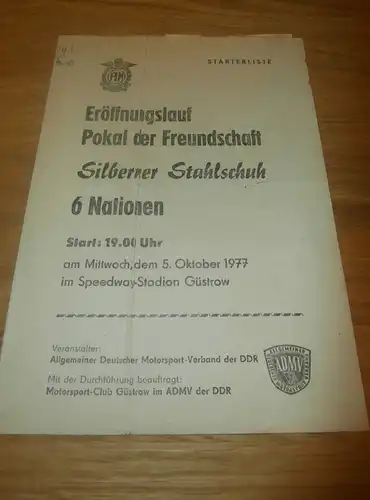 STARTERLISTE
Eröffnungslauf
Pokal der Freundschaft
Silberner Stahlschuh
6 Nationen
Start: 19.00 Uhr
am Mittwoch, dem 5. Oktober 1977
im Speedway-Stadion Güstrow
Veranstalter:
Allgemeiner Deutscher Motorsport-Verband der DDR
Mit der Durchführung beauftragt:
Motorsport-Club Güstrow im ADMV der DDR
ADMV